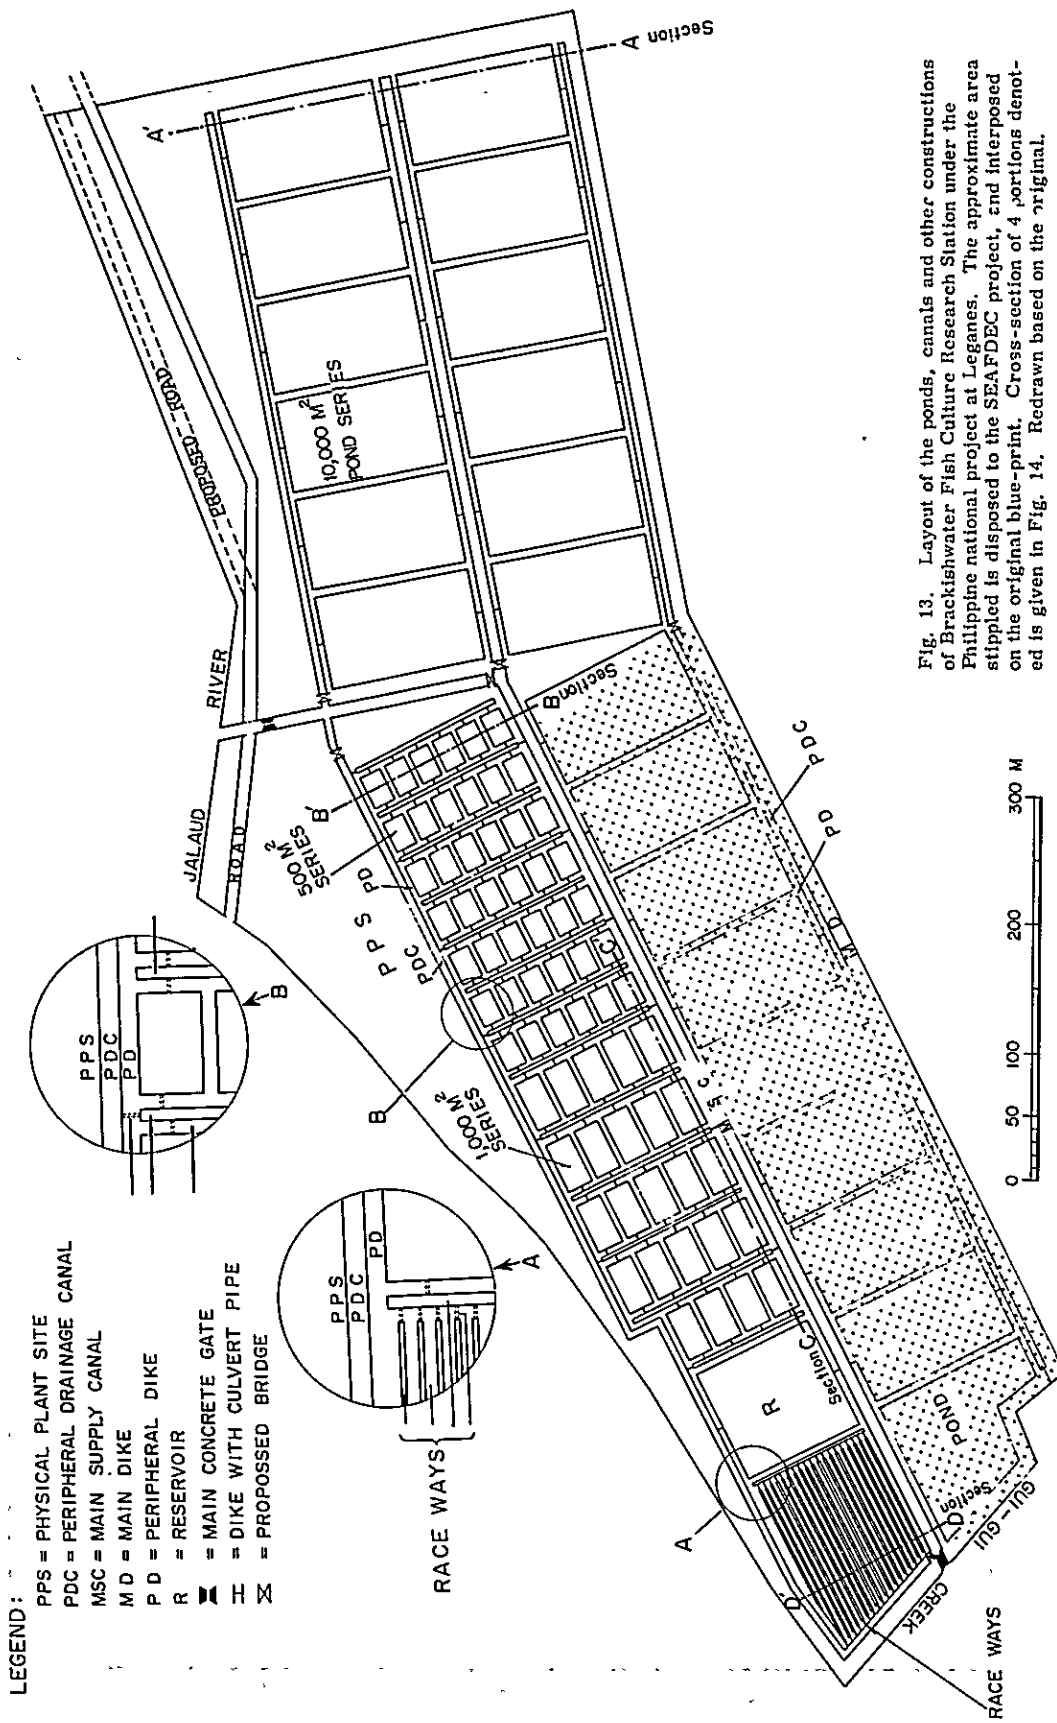 LEGEND:
PPS = PHYSICAL PLANT SITE
PDC = PERIPHERAL DRAINAGE CANAL
MSC = MAIN SUPPLY CANAL
M D = MAIN DIKE
P D = PERIPHERAL DIKE
R = RESERVOIR
= MAIN CONCRETE GATE
= DIKE WITH CULVERT PIPE
= PROPOSSED BRIDGE
PPS
PDC
PD
B
PPS
PDC
PD
A
RACE WAYS
JALAUD
RIVER
ROAD
PROPOSED ROAD
10,000 M²
POND SERIES
A'
A Section
500 M²
SERIES
B'
Section
B
P P S
PDC
PD
B
1,000 M²
SERIES
C'
M S C
Section C
R
A
D'
Section
D
POND
GUI-GUI
CREEK
RACE WAYS
M D
PD
PDC
0 50 100 200 300 M
Fig. 13. Layout of the ponds, canals and other constructions
of Brackishwater Fish Culture Research Station under the
Philippine national project at Leganes. The approximate area
stippled is disposed to the SEAFDEC project, and interposed
on the original blue-print. Cross-section of 4 portions denot-
ed is given in Fig. 14. Redrawn based on the original.